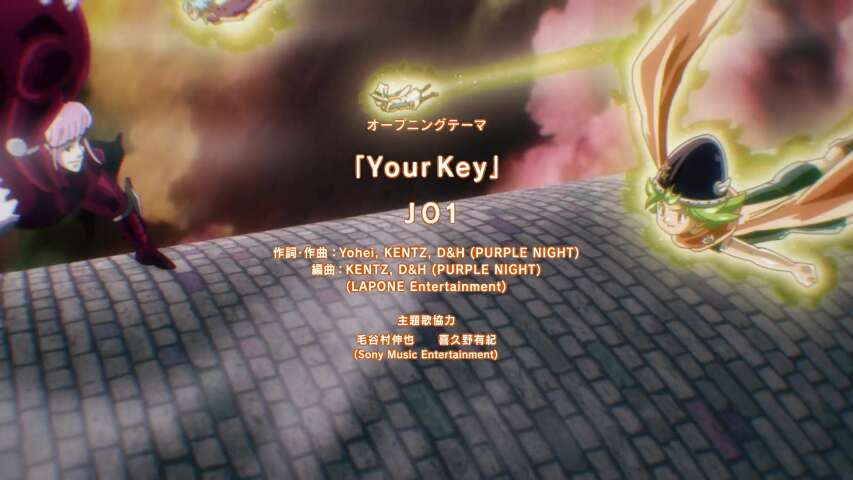 オープニングテーマ
「Your Key」
JO1
作詞・作曲：Yohei, KENTZ, D&H (PURPLE NIGHT)
編曲：KENTZ, D&H (PURPLE NIGHT)
(LAPONE Entertainment)
主題歌協力
毛谷村伸也　喜久野有紀
(Sony Music Entertainment)